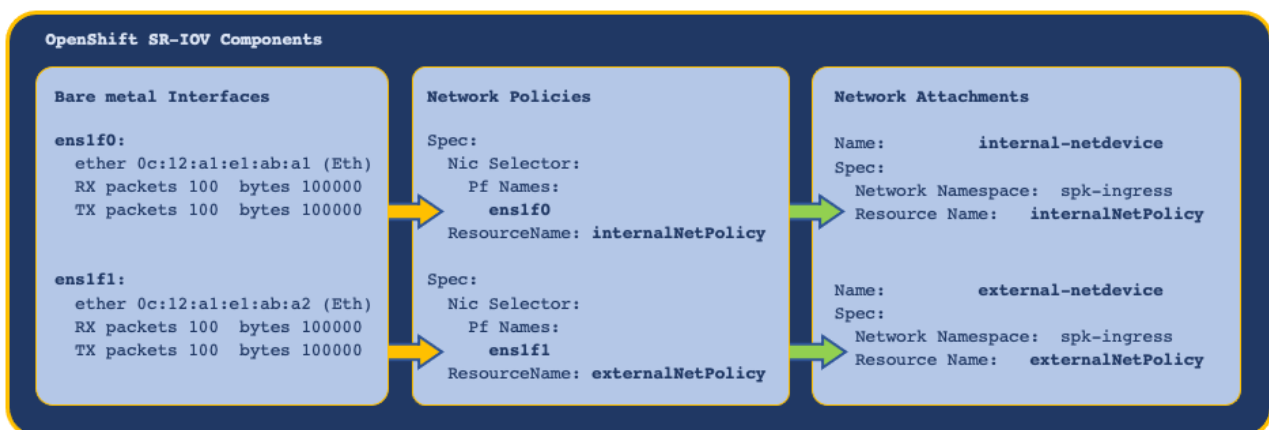 OpenShift SR-IOV Components
Bare metal Interfaces
ens1f0:
ether 0c:12:a1:e1:ab:a1 (Eth)
RX packets 100 bytes 100000
TX packets 100 bytes 100000
ens1f1:
ether 0c:12:a1:e1:ab:a2 (Eth)
RX packets 100 bytes 100000
TX packets 100 bytes 100000
Network Policies
Spec:
Nic Selector:
Pf Names:
ens1f0
ResourceName: internalNetPolicy
Spec:
Nic Selector:
Pf Names:
ens1f1
ResourceName: externalNetPolicy
Network Attachments
Name: internal-netdevice
Spec:
Network Namespace: spk-ingress
Resource Name: internalNetPolicy
Name: external-netdevice
Spec:
Network Namespace: spk-ingress
Resource Name: externalNetPolicy